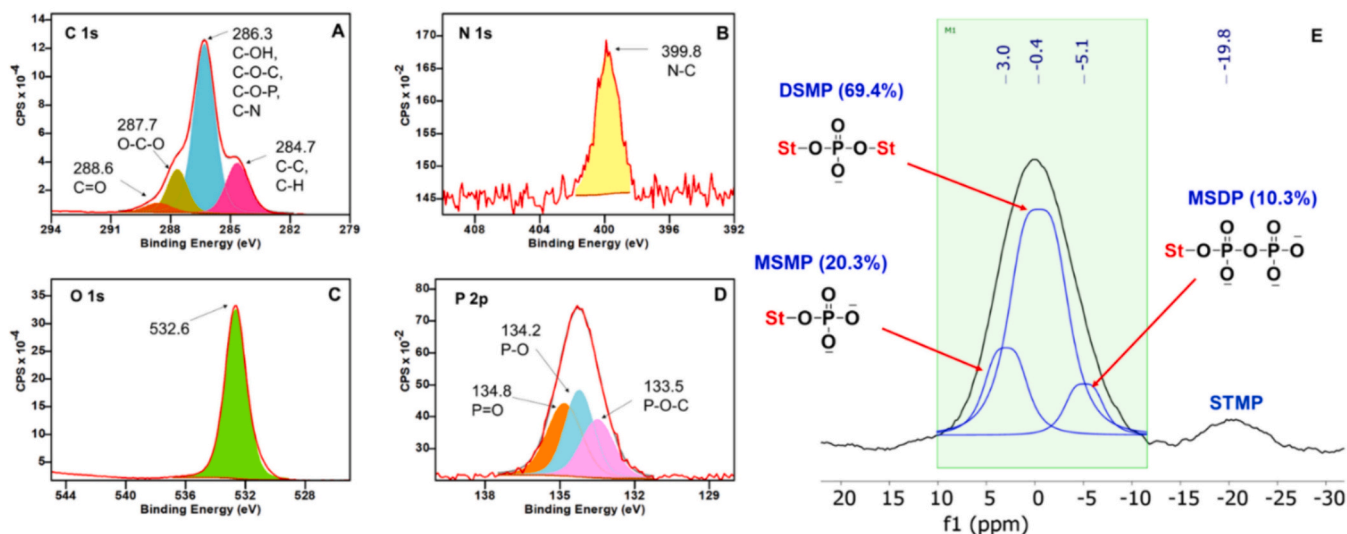 C 1s
A
286.3
C-OH,
C-O-C,
C-O-P,
C-N
287.7
O-C-O
288.6
C=O
284.7
C-C,
C-H
CPS x 10⁻⁴
12
10
8
6
4
2
294 291 288 285 282 279
Binding Energy (eV)
N 1s
B
399.8
N-C
CPS x 10⁻²
170
165
160
155
150
145
408 404 400 396 392
Binding Energy (eV)
O 1s
C
532.6
CPS x 10⁻⁴
35
30
25
20
15
10
5
544 540 536 532 528
Binding Energy (eV)
P 2p
D
134.2
P-O
134.8
P=O
133.5
P-O-C
CPS x 10⁻²
80
70
60
50
40
30
138 135 132 129
Binding Energy (eV)
M1
3.0
-0.4
-5.1
-19.8
E
DSMP (69.4%)
O
St-O-P-O-St
O
MSDP (10.3%)
O O
St-O-P-O-P-O
O O
MSMP (20.3%)
O
St-O-P-O
O
STMP
20 15 10 5 0 -5 -10 -15 -20 -25 -30
f1 (ppm)